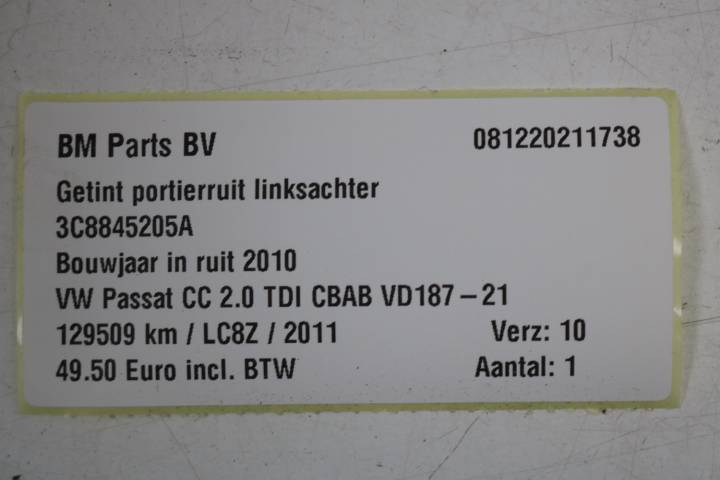 BM Parts BV 081220211738
Getint portierruit linksachter
3C8845205A
Bouwjaar in ruit 2010
VW Passat CC 2.0 TDI CBAB VD187 – 21
129509 km / LC8Z / 2011 Verz: 10
49.50 Euro incl. BTW Aantal: 1